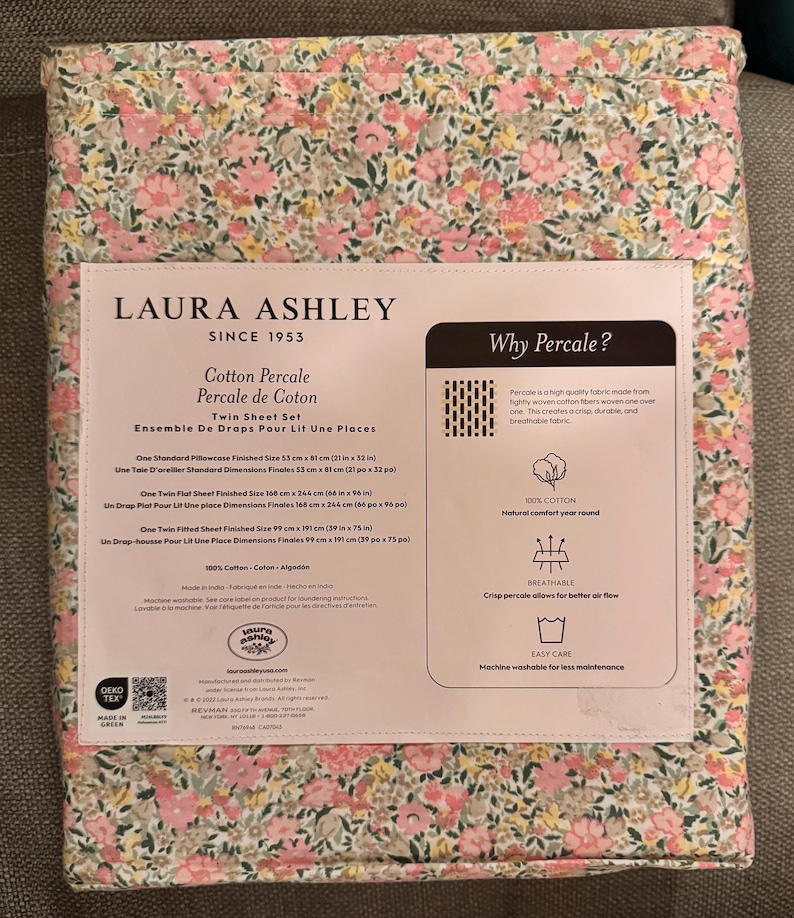 LAURA ASHLEY
SINCE 1953
Cotton Percale
Percale de Coton
Twin Sheet Set
Ensemble De Draps Pour Lit Une Places
One Standard Pillowcase Finished Size 53 cm x 81 cm (21 in x 32 in)
Une Taie D'oreiller Standard Dimensions Finales 53 cm x 81 cm (21 po x 32 po)
One Twin Flat Sheet Finished Size 168 cm x 244 cm (66 in x 96 in)
Un Drap Plat Pour Lit Une place Dimensions Finales 168 cm x 244 cm (66 po x 96 po)
One Twin Fitted Sheet Finished Size 99 cm x 191 cm (39 in x 75 in)
Un Drap-housse Pour Lit Une Place Dimensions Finales 99 cm x 191 cm (39 po x 75 po)
100% Cotton • Coton • Algodón
Made in India - Fabriqué en Inde - Hecho en India
Machine washable. See care label on product for laundering instructions.
Lavable à la machine. Voir l'étiquette de l'article pour les directives d'entretien.
laura
ashley
lauraashleyusa.com
Manufactured and distributed by Revman
under license from Laura Ashley, Inc.
© ® © 2022 Laura Ashley Brands. All rights reserved.
REVMAN 350 FIFTH AVENUE, 70TH FLOOR,
NEW YORK, NY 10118 • 1-800-237-0658
RN76948 CA07043
OEKO
TEX®
MADE IN
GREEN
Why Percale?
Percale is a high quality fabric made from
tightly woven cotton fibers woven one over
one. This creates a crisp, durable, and
breathable fabric.
100% COTTON
Natural comfort year round
BREATHABLE
Crisp percale allows for better air flow
EASY CARE
Machine washable for less maintenance